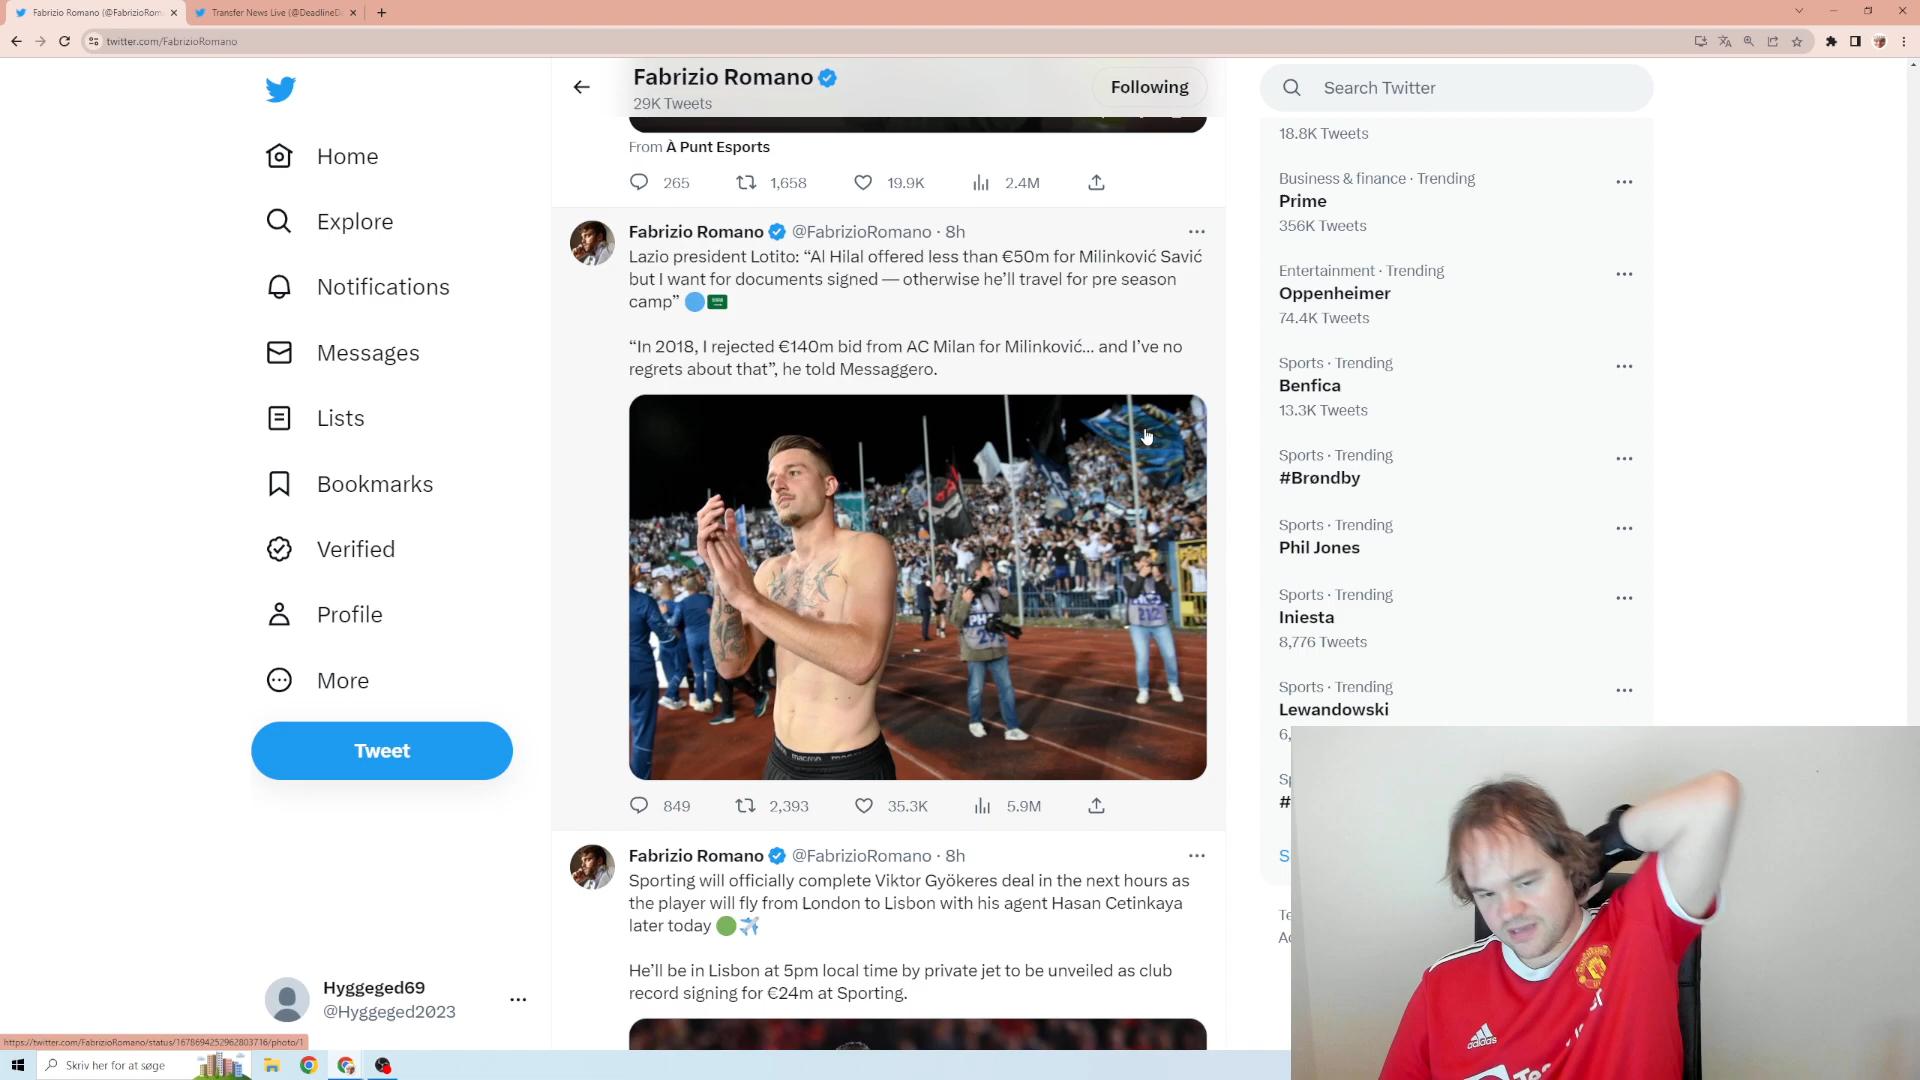 Fabrizio Romano (@FabrizioRom
Transfer News Live (@DeadlineD
twitter.com/FabrizioRomano
Home
Explore
Notifications
Messages
Lists
Bookmarks
Verified
Profile
More
Tweet
Hyggeged69
@Hyggeged2023
Fabrizio Romano
29K Tweets
Following
From À Punt Esports
265 1,658 19.9K 2.4M
Fabrizio Romano @FabrizioRomano · 8h
Lazio president Lotito: “Al Hilal offered less than €50m for Milinković Savić
but I want for documents signed — otherwise he’ll travel for pre season
camp”
“In 2018, I rejected €140m bid from AC Milan for Milinković... and I’ve no
regrets about that”, he told Messaggero.
macron
849 2,393 35.3K 5.9M
Fabrizio Romano @FabrizioRomano · 8h
Sporting will officially complete Viktor Gyökeres deal in the next hours as
the player will fly from London to Lisbon with his agent Hasan Cetinkaya
later today
He’ll be in Lisbon at 5pm local time by private jet to be unveiled as club
record signing for €24m at Sporting.
Search Twitter
18.8K Tweets
Business & finance · Trending
Prime
356K Tweets
Entertainment · Trending
Oppenheimer
74.4K Tweets
Sports · Trending
Benfica
13.3K Tweets
Sports · Trending
#Brøndby
Sports · Trending
Phil Jones
Sports · Trending
Iniesta
8,776 Tweets
Sports · Trending
Lewandowski
adidas
https://twitter.com/FabrizioRomano/status/1678694252962803716/photo/1
Skriv her for at søge